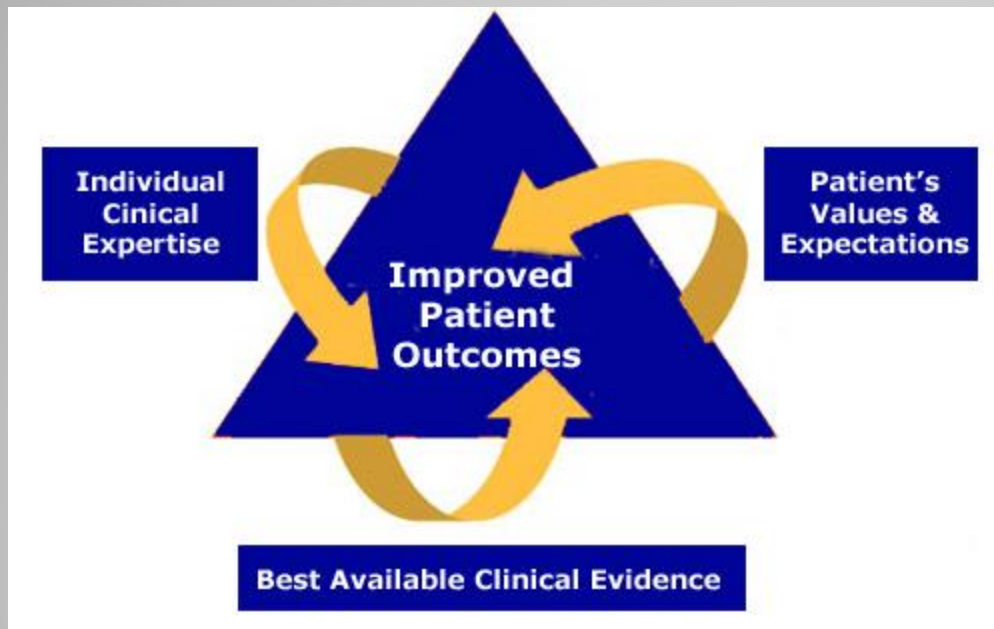 Individual
Cinical
Expertise
Patient’s
Values &
Expectations
Improved
Patient
Outcomes
Best Available Clinical Evidence